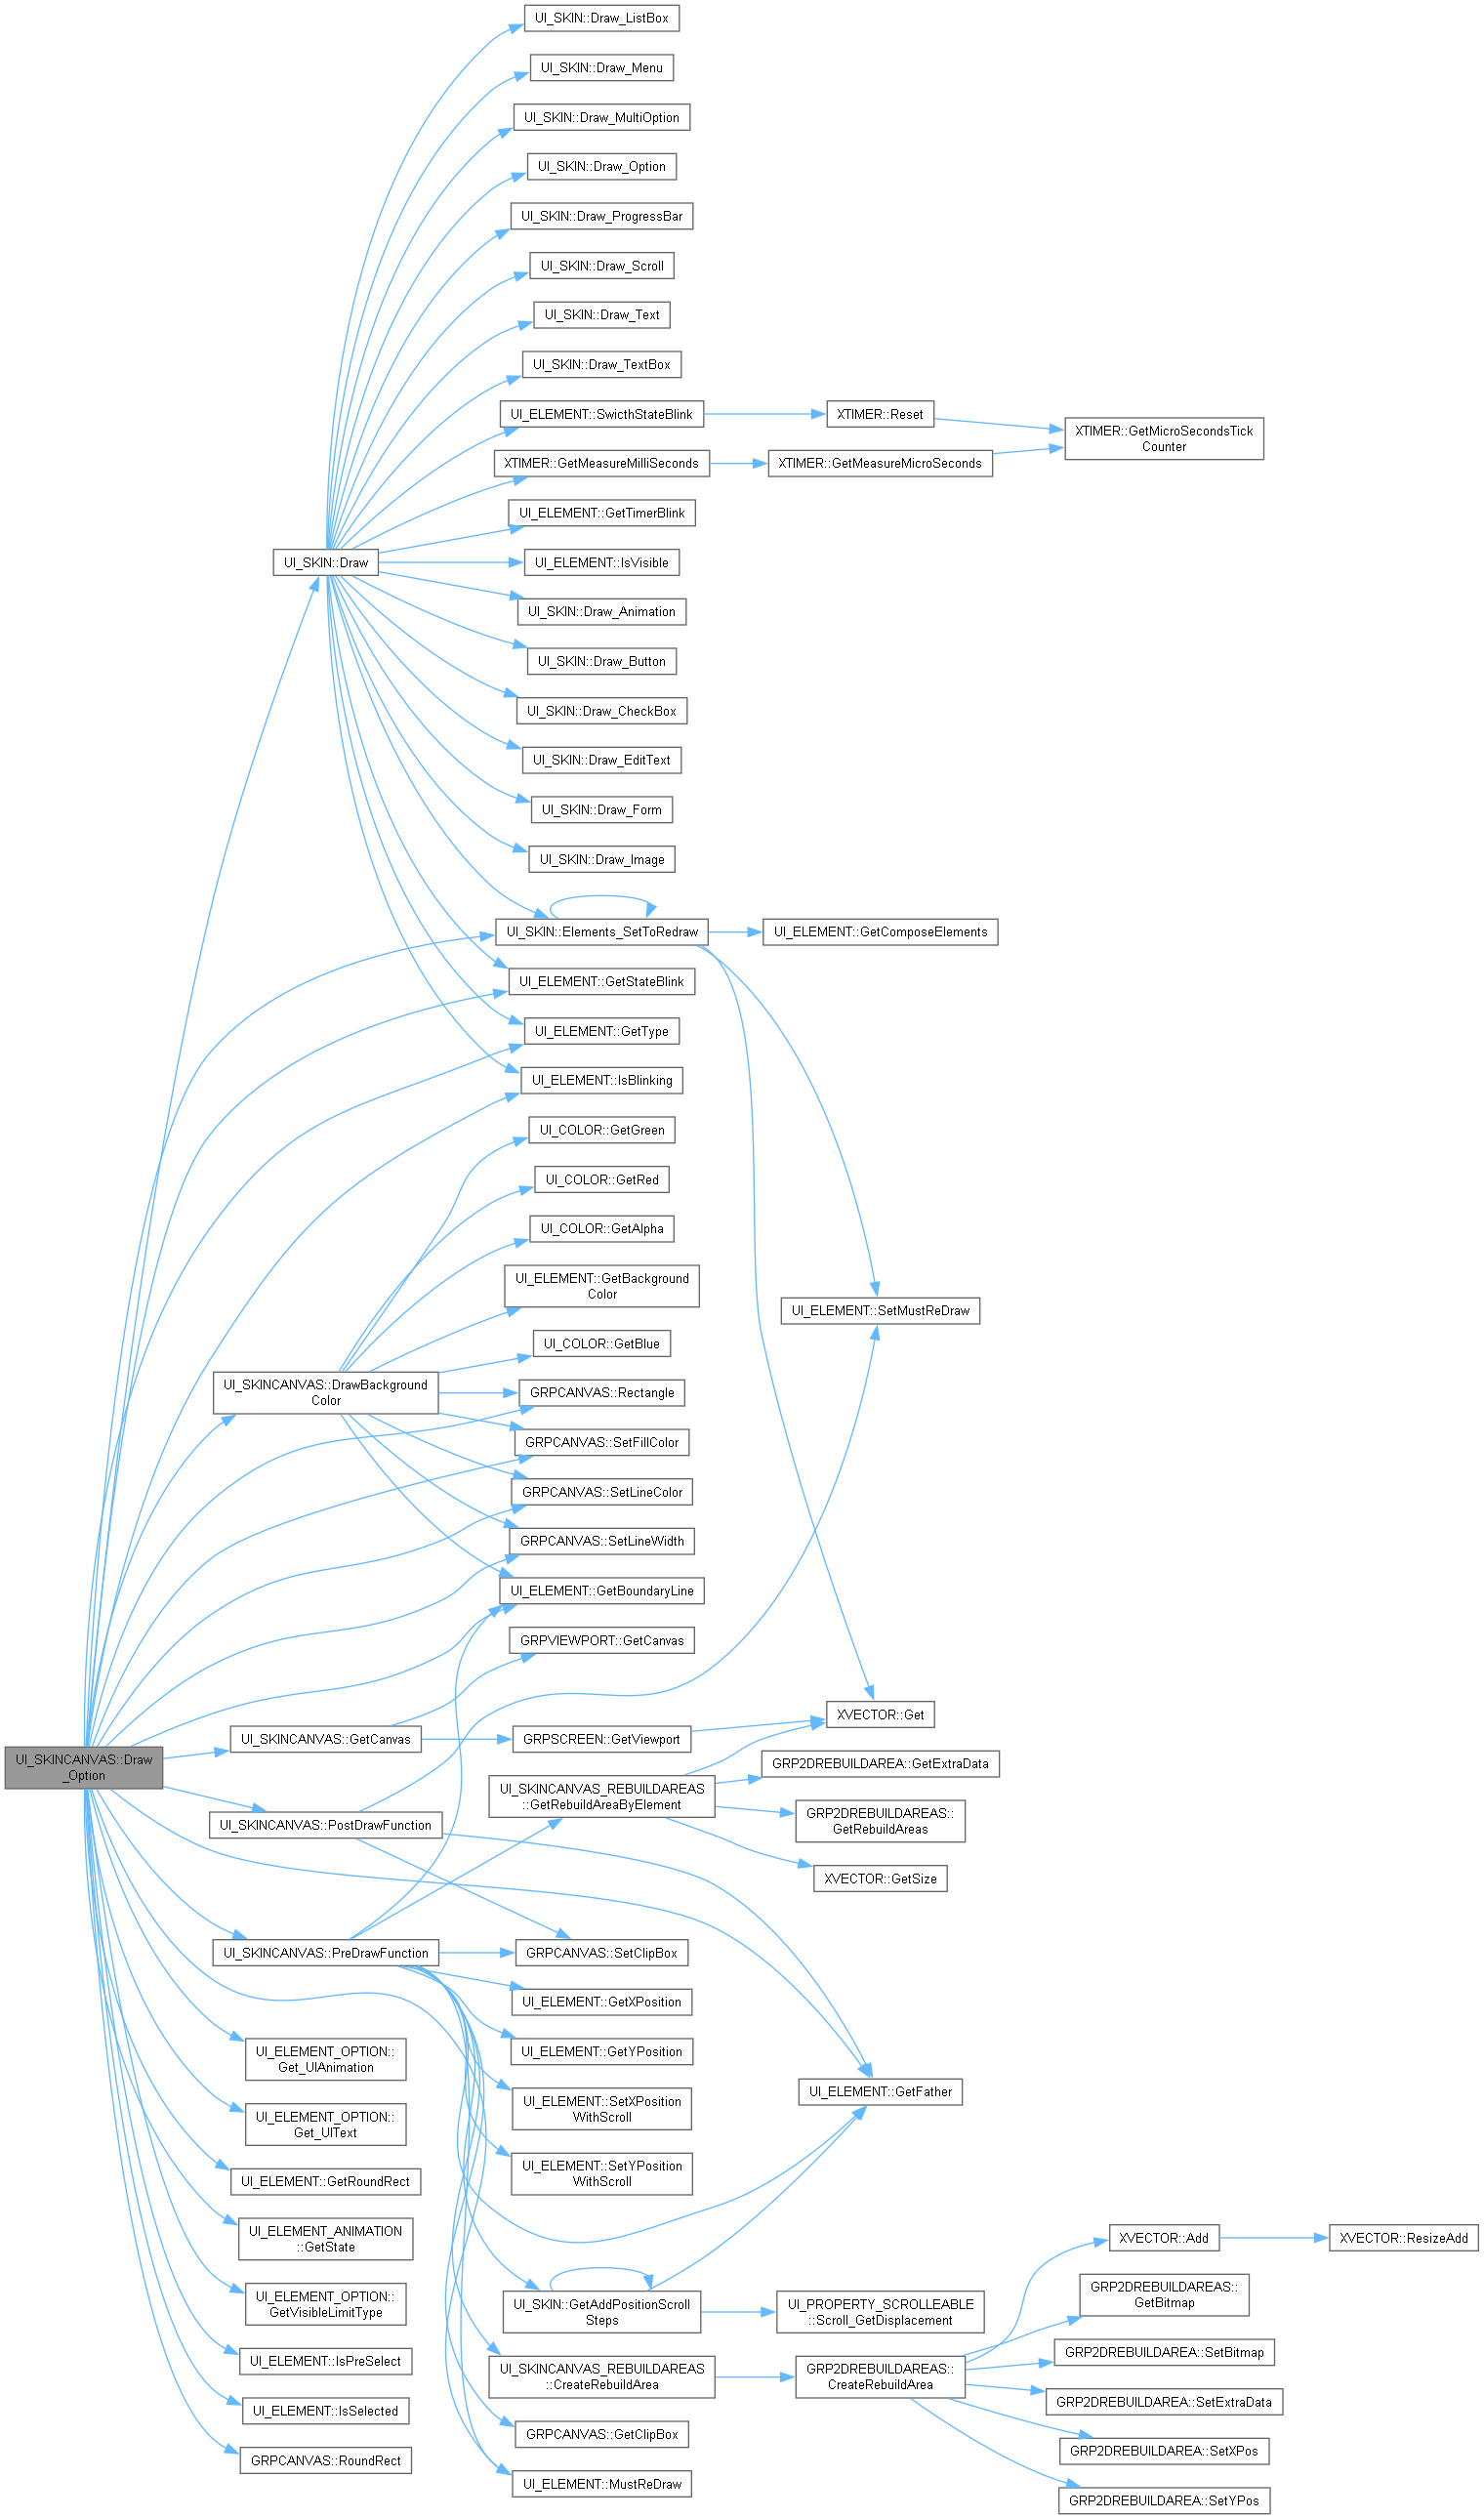 UI_SKIN::Draw_ListBox
UI_SKIN::Draw_Menu
UI_SKIN::Draw_MultiOption
UI_SKIN::Draw_Option
UI_SKIN::Draw_ProgressBar
UI_SKIN::Draw_Scroll
UI_SKIN::Draw_Text
UI_SKIN::Draw_TextBox
UI_ELEMENT::SwicthStateBlink
XTIMER::Reset
XTIMER::GetMicroSecondsTick
Counter
XTIMER::GetMeasureMilliSeconds
XTIMER::GetMeasureMicroSeconds
UI_ELEMENT::GetTimerBlink
UI_SKIN::Draw
UI_ELEMENT::IsVisible
UI_SKIN::Draw_Animation
UI_SKIN::Draw_Button
UI_SKIN::Draw_CheckBox
UI_SKIN::Draw_EditText
UI_SKIN::Draw_Form
UI_SKIN::Draw_Image
UI_SKIN::Elements_SetToRedraw
UI_ELEMENT::GetComposeElements
UI_ELEMENT::GetStateBlink
UI_ELEMENT::GetType
UI_ELEMENT::IsBlinking
UI_COLOR::GetGreen
UI_COLOR::GetRed
UI_COLOR::GetAlpha
UI_ELEMENT::GetBackground
Color
UI_ELEMENT::SetMustReDraw
UI_COLOR::GetBlue
UI_SKINCANVAS::DrawBackground
Color
GRPCANVAS::Rectangle
GRPCANVAS::SetFillColor
GRPCANVAS::SetLineColor
GRPCANVAS::SetLineWidth
UI_ELEMENT::GetBoundaryLine
GRPVIEWPORT::GetCanvas
XVECTOR::Get
UI_SKINCANVAS::GetCanvas
GRPSCREEN::GetViewport
UI_SKINCANVAS::Draw
_Option
GRP2DREBUILDAREA::GetExtraData
UI_SKINCANVAS_REBUILDAREAS
::GetRebuildAreaByElement
GRP2DREBUILDAREAS::
GetRebuildAreas
UI_SKINCANVAS::PostDrawFunction
XVECTOR::GetSize
UI_SKINCANVAS::PreDrawFunction
GRPCANVAS::SetClipBox
UI_ELEMENT::GetXPosition
UI_ELEMENT_OPTION::
Get_UIAnimation
UI_ELEMENT::GetYPosition
UI_ELEMENT::GetFather
UI_ELEMENT::SetXPosition
WithScroll
UI_ELEMENT_OPTION::
Get_UIText
UI_ELEMENT::SetYPosition
WithScroll
UI_ELEMENT::GetRoundRect
UI_ELEMENT_ANIMATION
::GetState
XVECTOR::Add
XVECTOR::ResizeAdd
UI_ELEMENT_OPTION::
GetVisibleLimitType
UI_SKIN::GetAddPositionScroll
Steps
UI_PROPERTY_SCROLLEABLE
::Scroll_GetDisplacement
GRP2DREBUILDAREAS::
GetBitmap
UI_ELEMENT::IsPreSelect
UI_SKINCANVAS_REBUILDAREAS
::CreateRebuildArea
GRP2DREBUILDAREAS::
CreateRebuildArea
GRP2DREBUILDAREA::SetBitmap
UI_ELEMENT::IsSelected
GRP2DREBUILDAREA::SetExtraData
GRPCANVAS::GetClipBox
GRPCANVAS::RoundRect
GRP2DREBUILDAREA::SetXPos
UI_ELEMENT::MustReDraw
GRP2DREBUILDAREA::SetYPos